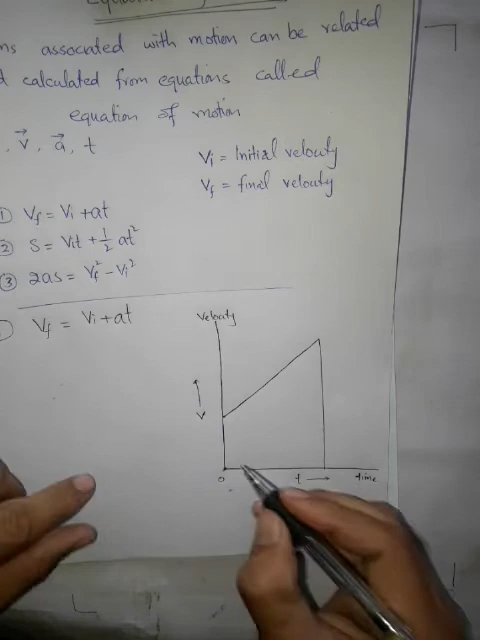 ns associated with motion can be related
d calculated from equations called
equation of motion
, v⃗, a⃗, t
Vi = Initial velocity
Vf = final velocity
① Vf = Vi + at
② S = Vit + 1/2 at²
③ 2as = Vf² - Vi²
Vf = Vi + at
Velocity
V
0 t → time